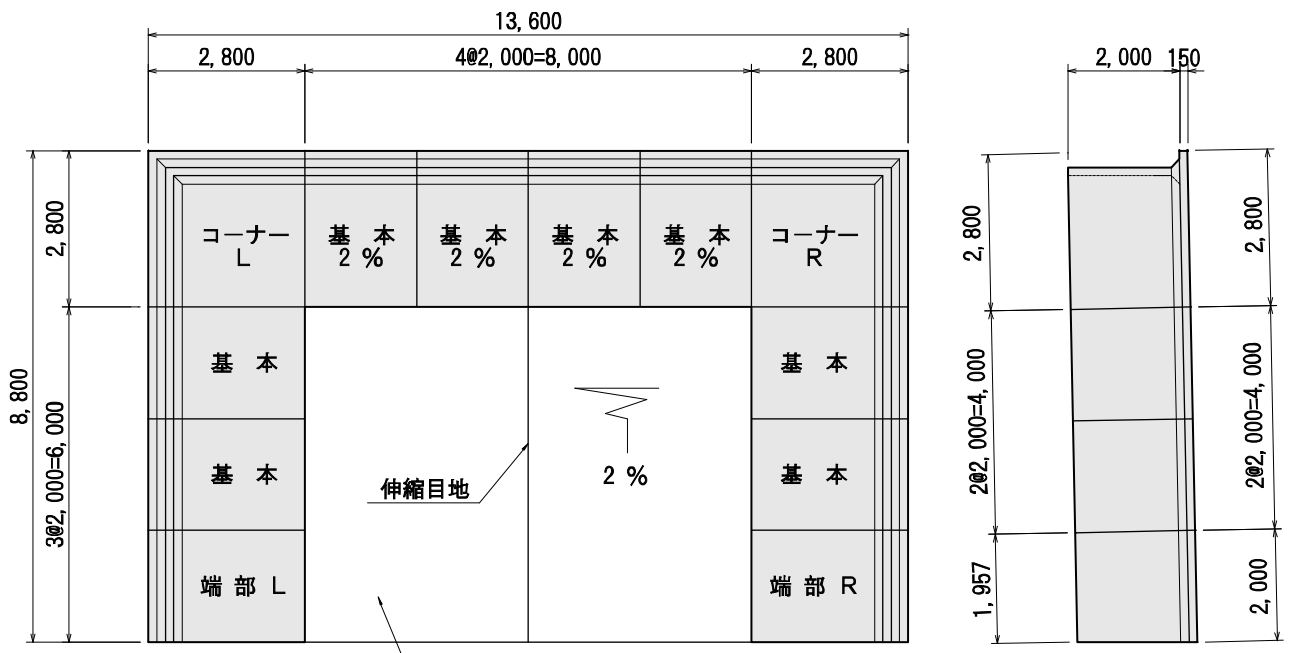 13,600
2,800
4@2,000=8,000
2,800
2,000
150
2,800
3@2,000=6,000
8,800
コーナー
L
基 本
2 %
基 本
2 %
基 本
2 %
基 本
2 %
コーナー
R
基 本
基 本
基 本
基 本
端 部 L
端 部 R
伸縮目地
2 %
2,800
2@2,000=4,000
1,957
2,800
2@2,000=4,000
2,000